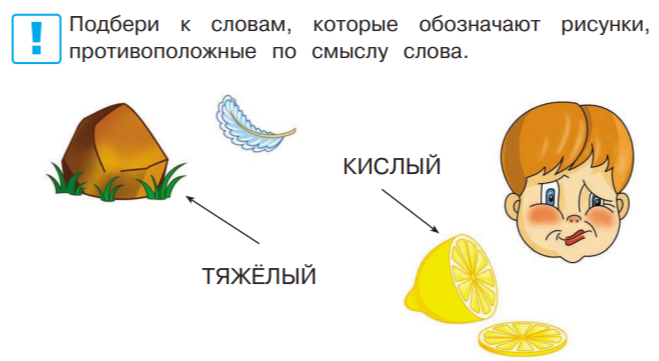 ! Подбери к словам, которые обозначают рисунки,
противоположные по смыслу слова.
КИСЛЫЙ
ТЯЖЁЛЫЙ